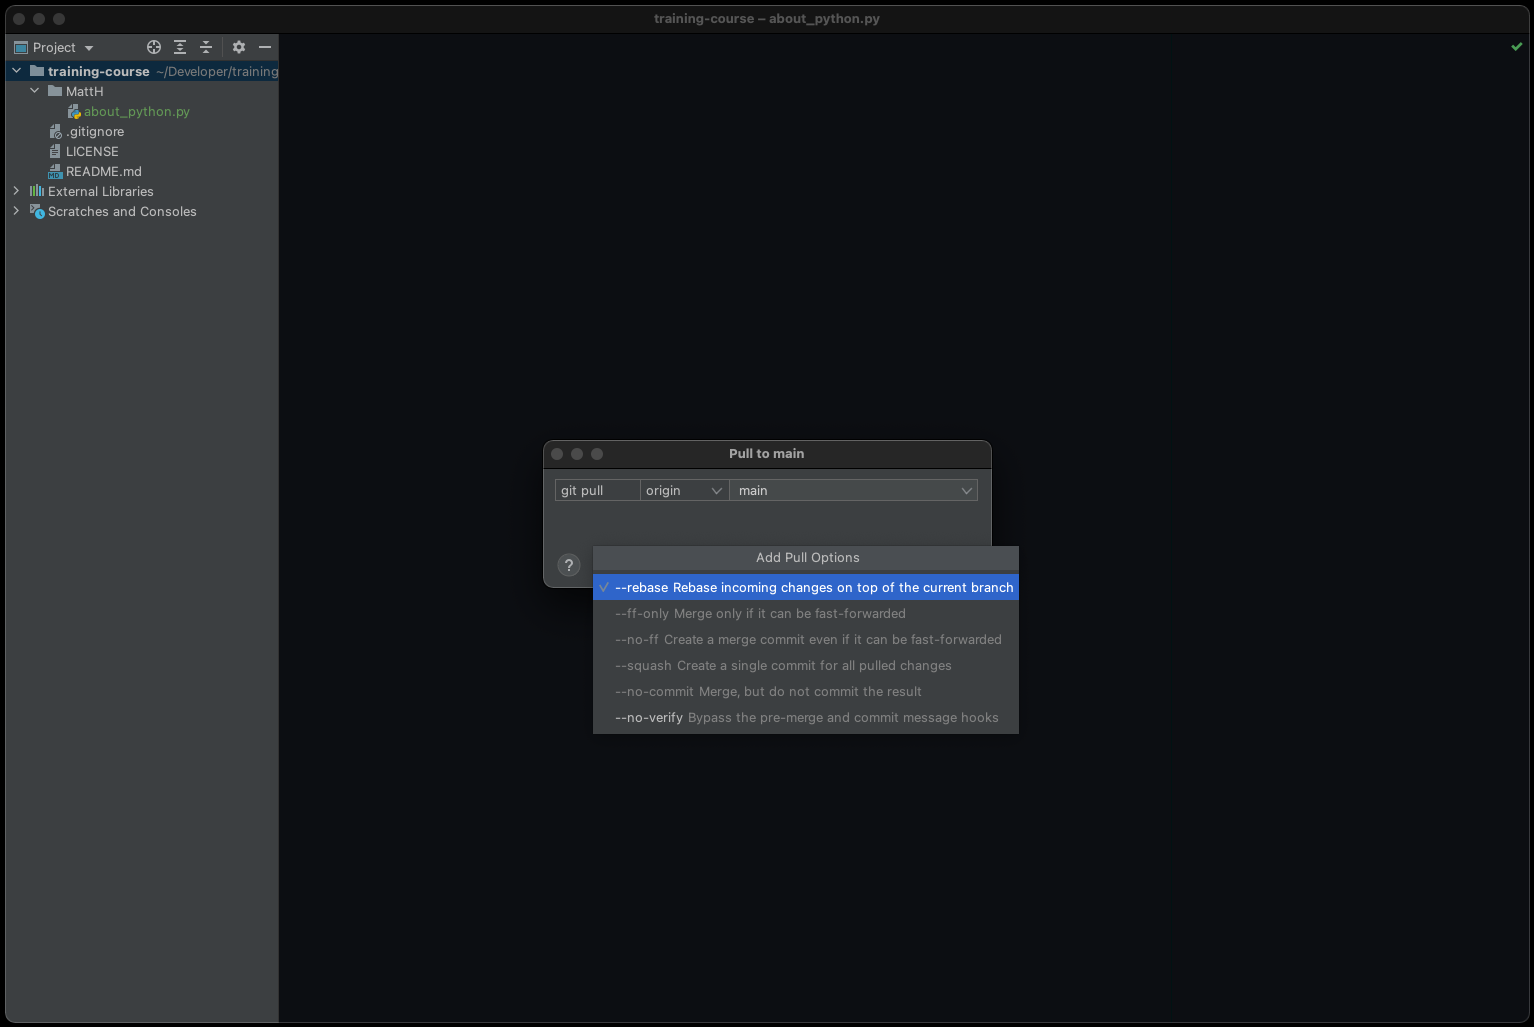 training-course – about_python.py
Project
training-course ~/Developer/training
MattH
about_python.py
.gitignore
LICENSE
README.md
External Libraries
Scratches and Consoles
Pull to main
git pull origin main
?
Add Pull Options
--rebase Rebase incoming changes on top of the current branch
--ff-only Merge only if it can be fast-forwarded
--no-ff Create a merge commit even if it can be fast-forwarded
--squash Create a single commit for all pulled changes
--no-commit Merge, but do not commit the result
--no-verify Bypass the pre-merge and commit message hooks